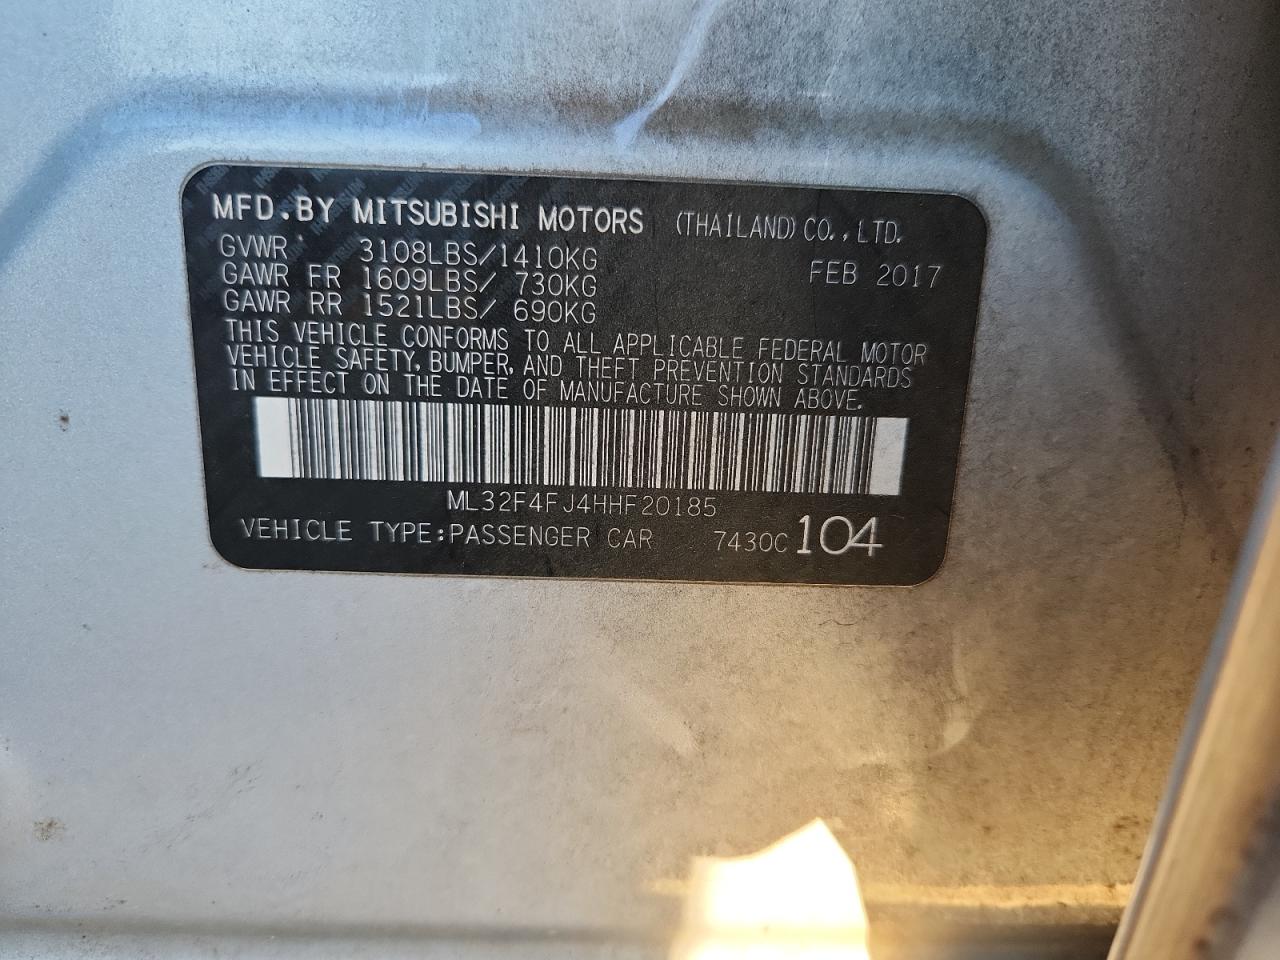 MFD.BY MITSUBISHI MOTORS (THAILAND)CO.,LTD.
GVWR 3108LBS/1410KG FEB 2017
GAWR FR 1609LBS/ 730KG
GAWR RR 1521LBS/ 690KG
THIS VEHICLE CONFORMS TO ALL APPLICABLE FEDERAL MOTOR
VEHICLE SAFETY, BUMPER, AND THEFT PREVENTION STANDARDS
IN EFFECT ON THE DATE OF MANUFACTURE SHOWN ABOVE.
ML32F4FJ4HHF20185
VEHICLE TYPE:PASSENGER CAR 7430C 104